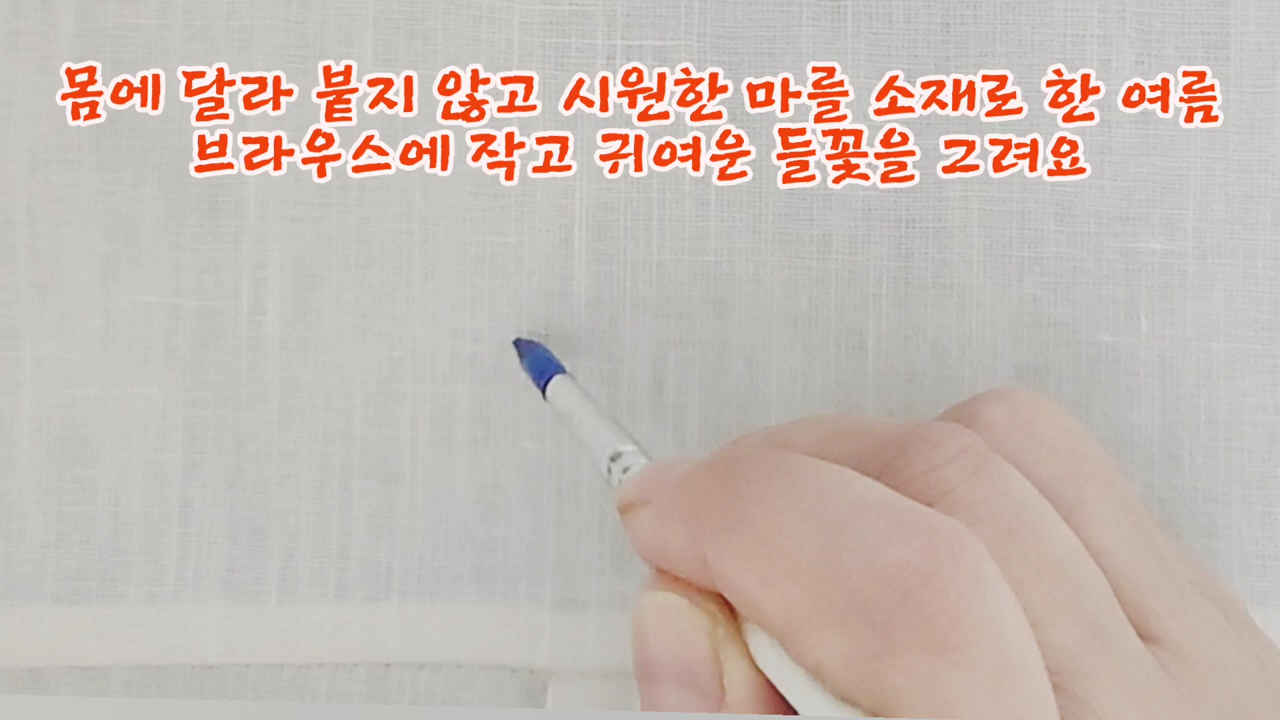 몸에 달라 붙지 않고 시원한 마를 소재로 한 여름
브라우스에 작고 귀여운 들꽃을 그려요